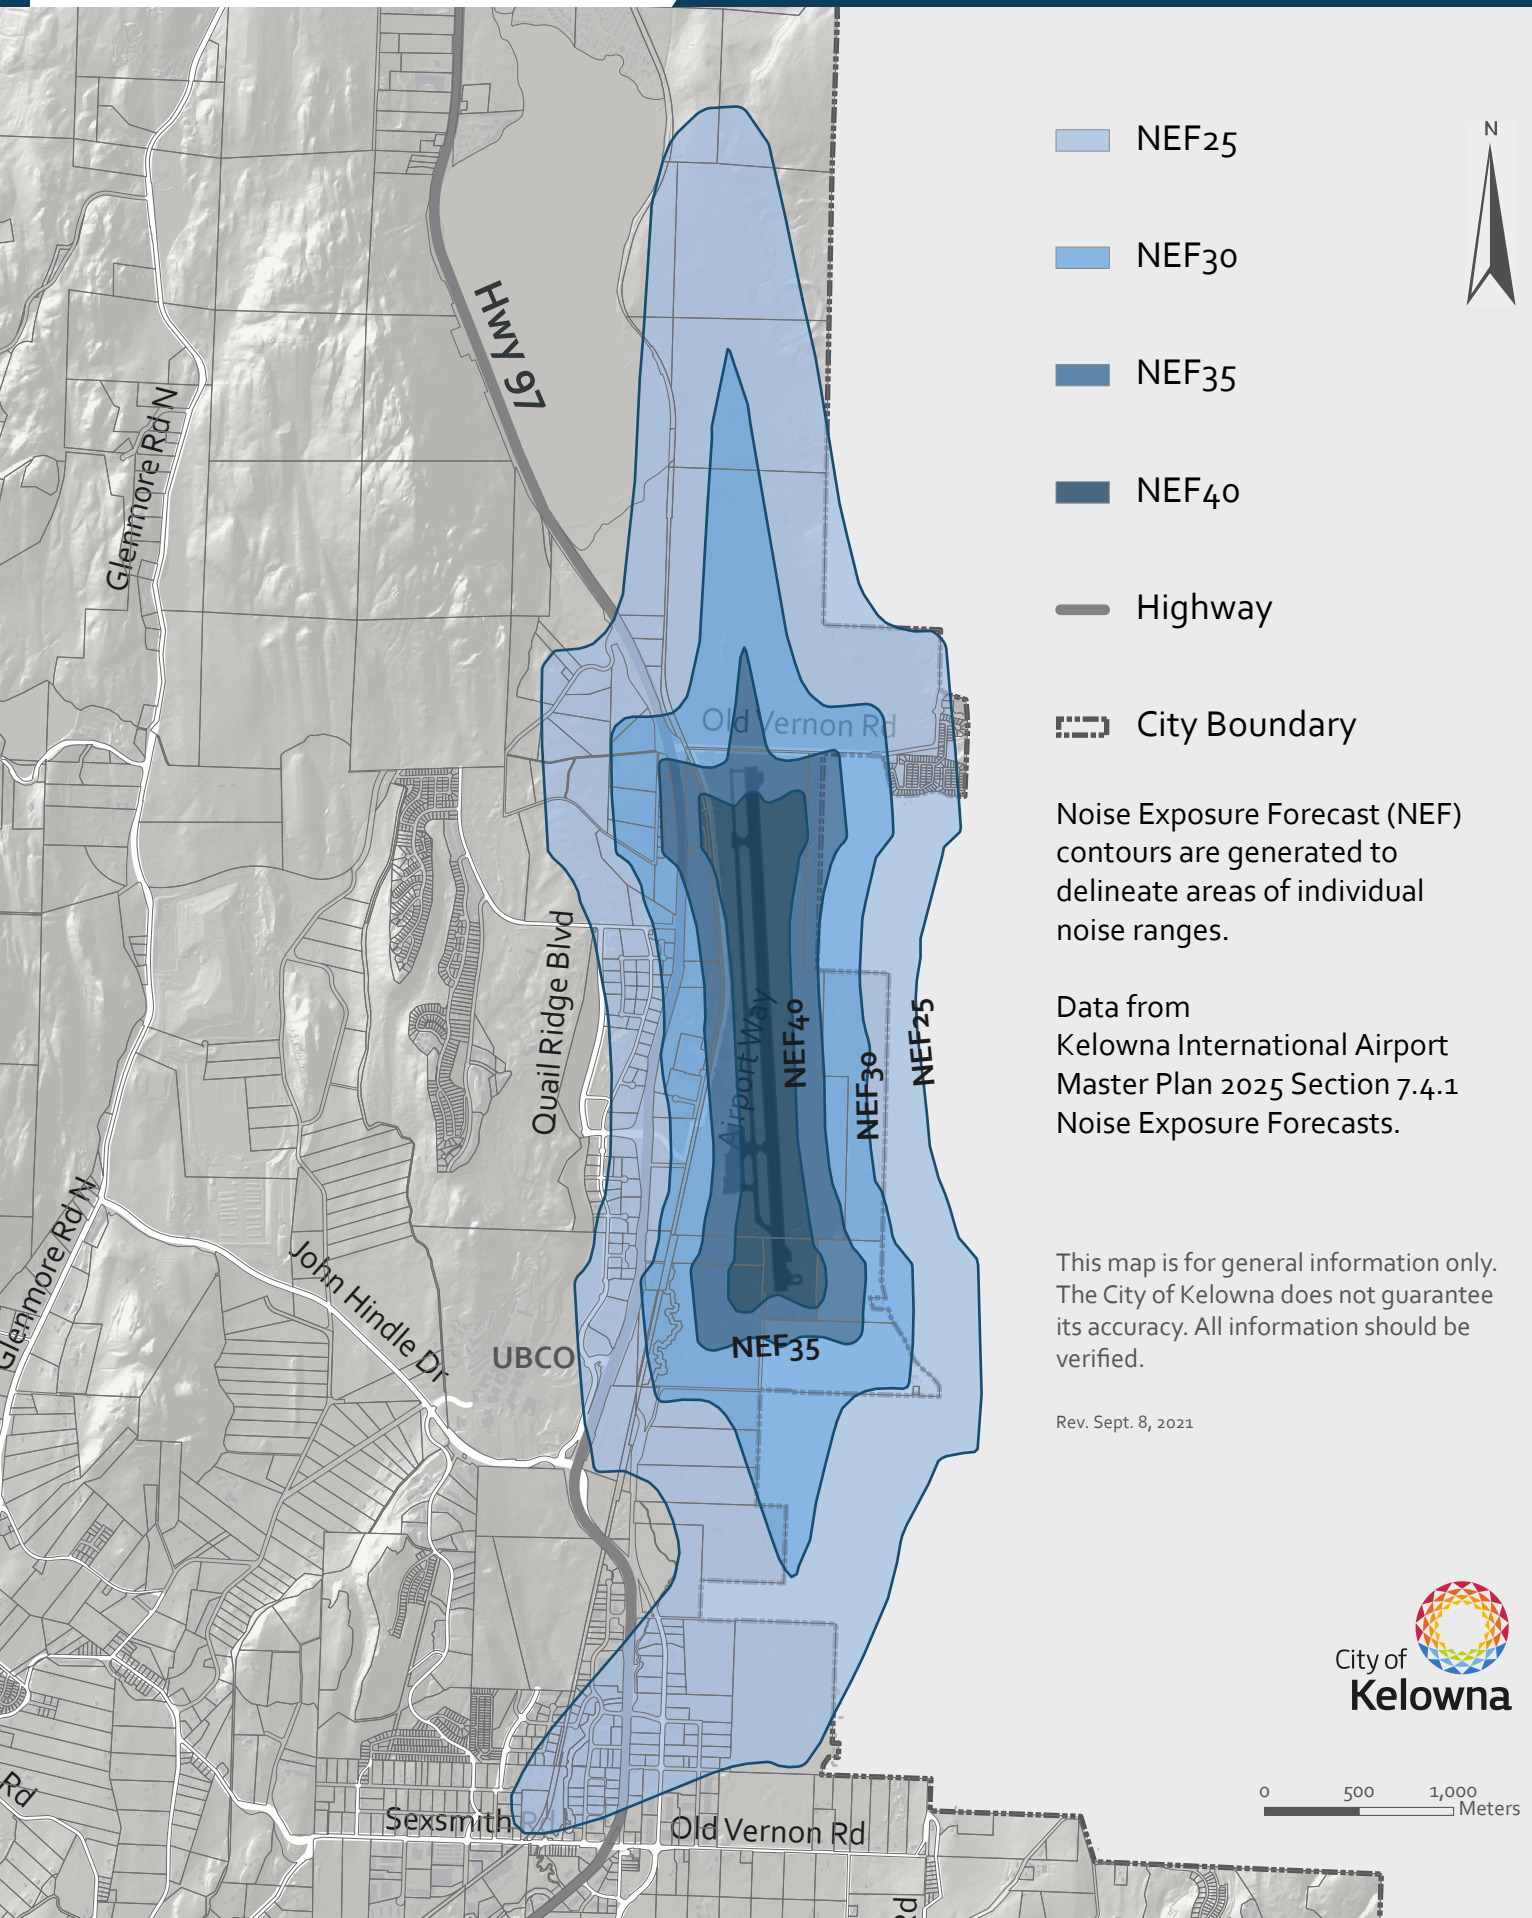 NEF25
N
NEF30
NEF35
NEF40
Highway
City Boundary
Noise Exposure Forecast (NEF)
contours are generated to
delineate areas of individual
noise ranges.
Data from
Kelowna International Airport
Master Plan 2025 Section 7.4.1
Noise Exposure Forecasts.
This map is for general information only.
The City of Kelowna does not guarantee
its accuracy. All information should be
verified.
Rev. Sept. 8, 2021
City of
Kelowna
0 500 1,000
Meters
Hwy 97
Glenmore Rd N
Old Vernon Rd
Quail Ridge Blvd
Airport Way
NEF40
NEF30
NEF25
Glenmore Rd N
John Hindle Dr
UBCO
NEF35
Rd
Sexsmith Rd
Old Vernon Rd
Rd